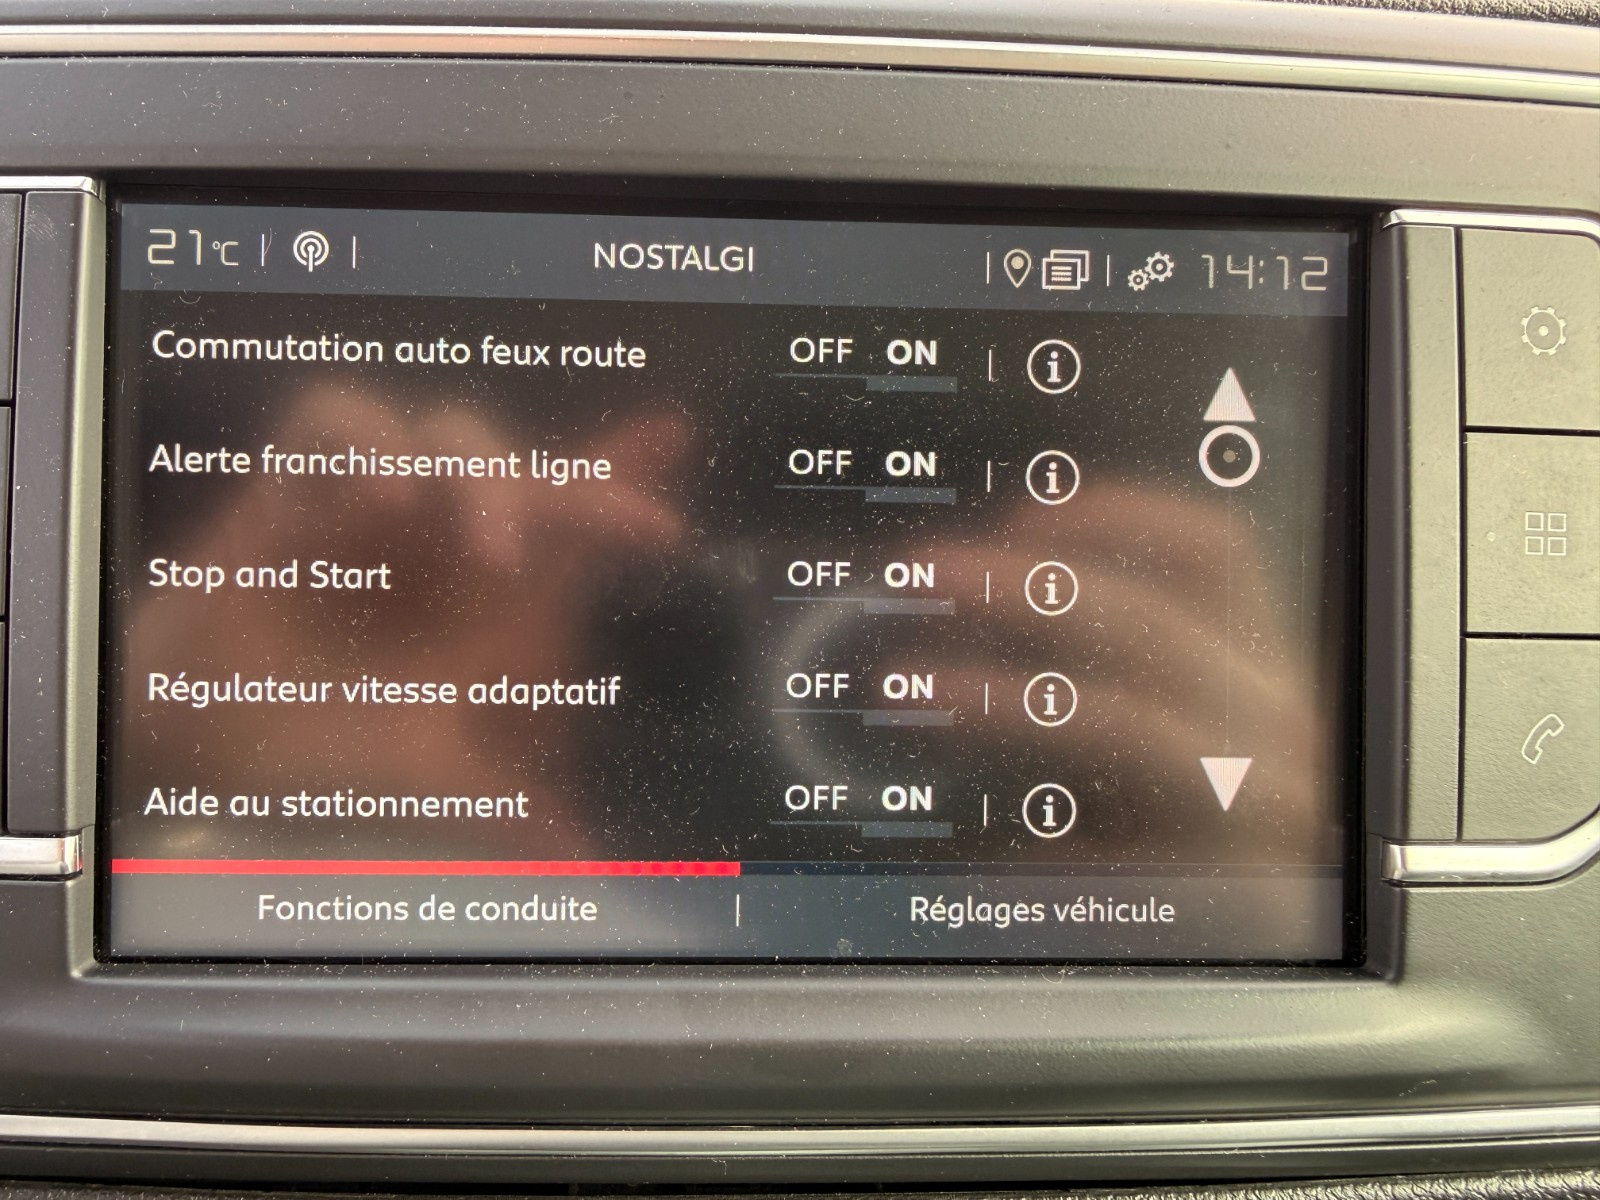 21°C | | NOSTALGI | | 14:12
Commutation auto feux route OFF ON | i
Alerte franchissement ligne OFF ON | i
Stop and Start OFF ON | i
Régulateur vitesse adaptatif OFF ON | i
Aide au stationnement OFF ON | i
Fonctions de conduite | Réglages véhicule